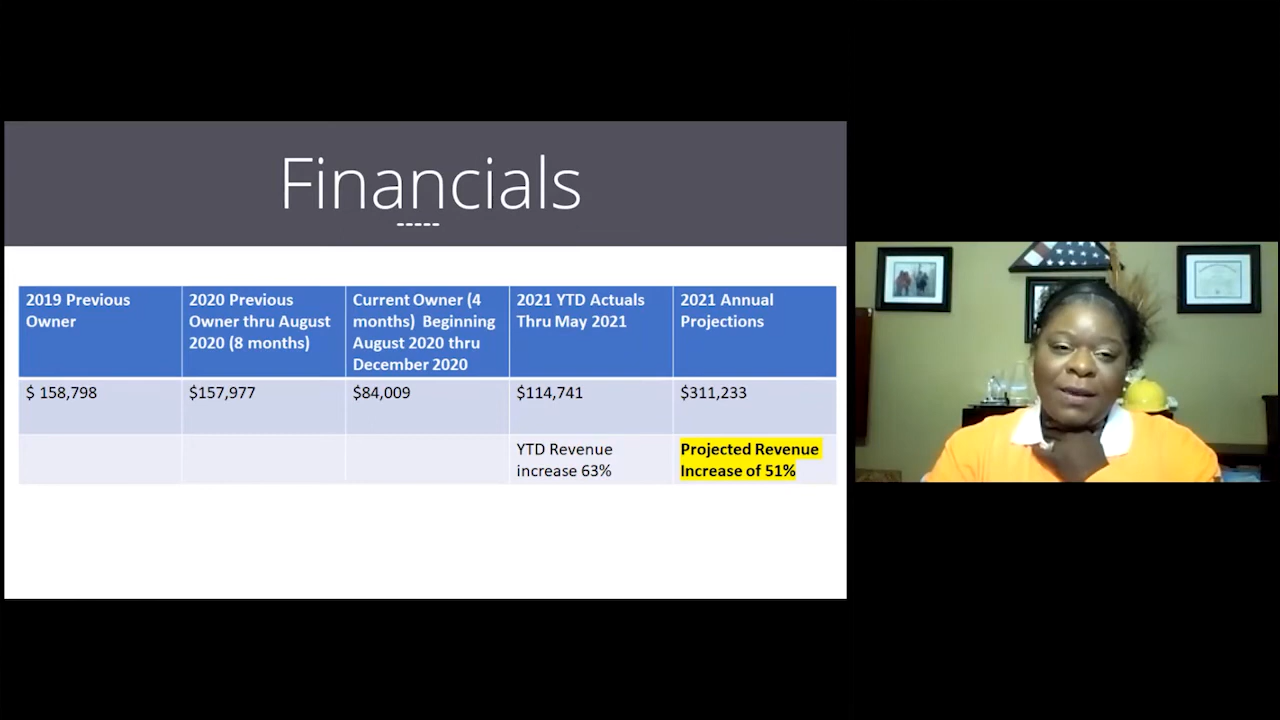 Financials
2019 Previous
Owner
2020 Previous
Owner thru August
2020 (8 months)
Current Owner (4
months) Beginning
August 2020 thru
December 2020
2021 YTD Actuals
Thru May 2021
2021 Annual
Projections
$ 158,798
$157,977
$84,009
$114,741
$311,233
YTD Revenue
increase 63%
Projected Revenue
Increase of 51%